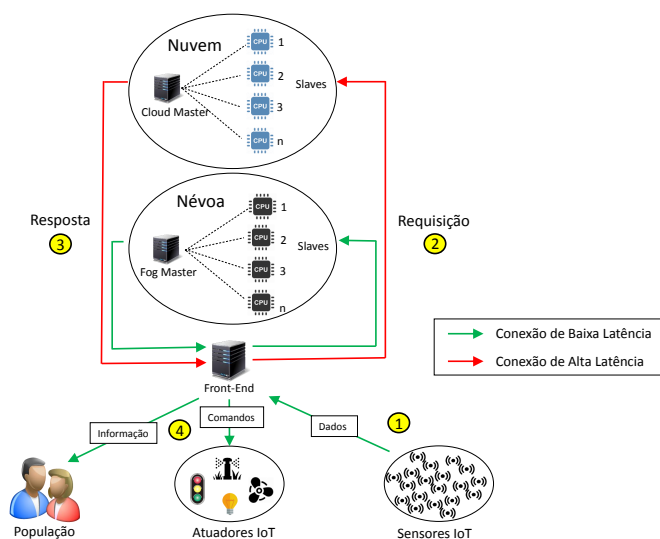 Nuvem
CPU 1
CPU 2
CPU 3
CPU n
Slaves
Cloud Master
Névoa
CPU 1
CPU 2
CPU 3
CPU n
Slaves
Fog Master
Resposta
3
Requisição
2
Conexão de Baixa Latência
Conexão de Alta Latência
Front-End
Informação
4
Comandos
Dados
1
População
Atuadores IoT
Sensores IoT